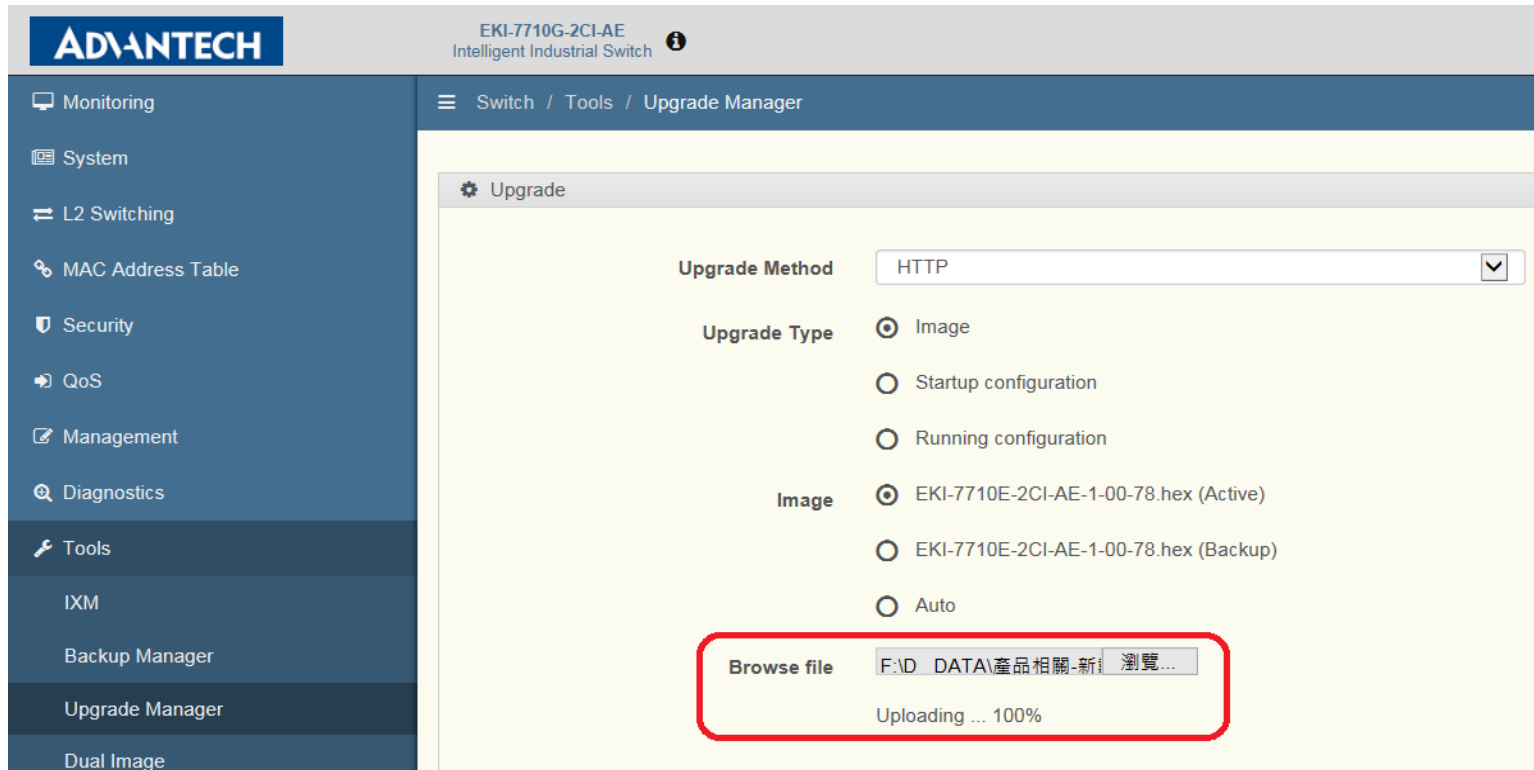 ADVANTECH
EKI-7710G-2CI-AE
Intelligent Industrial Switch
Monitoring
System
L2 Switching
MAC Address Table
Security
QoS
Management
Diagnostics
Tools
IXM
Backup Manager
Upgrade Manager
Dual Image
Switch / Tools / Upgrade Manager
Upgrade
Upgrade Method HTTP
Upgrade Type Image
Startup configuration
Running configuration
Image EKI-7710E-2CI-AE-1-00-78.hex (Active)
EKI-7710E-2CI-AE-1-00-78.hex (Backup)
Auto
Browse file F:\D DATA\產品相關-新 瀏覽...
Uploading ... 100%